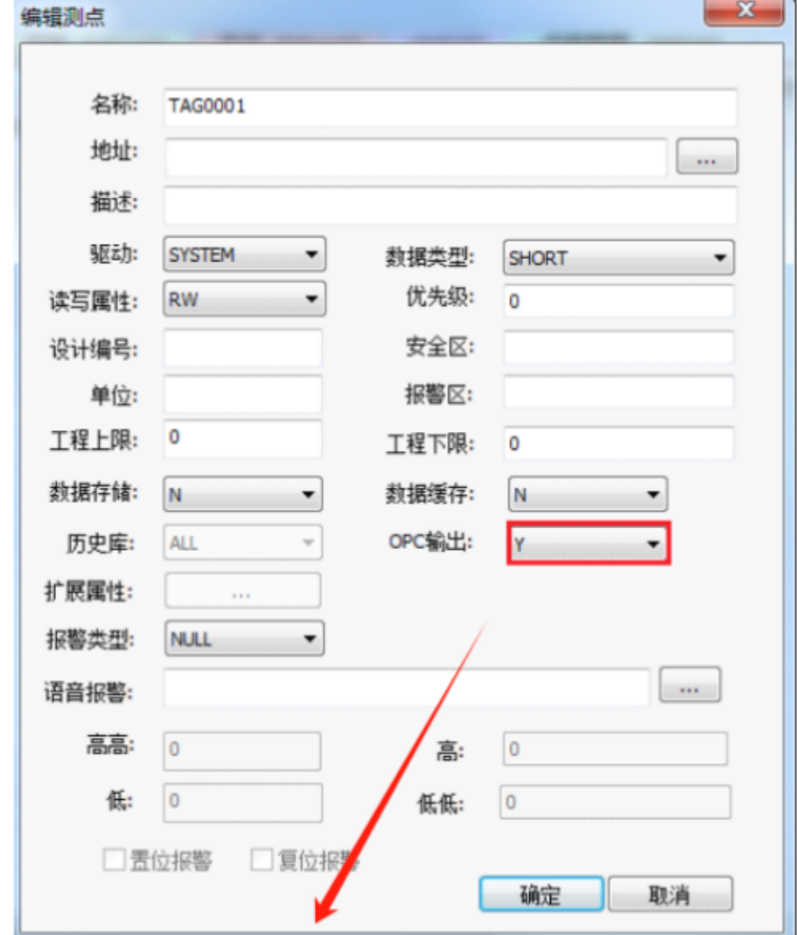 编辑测点
名称: TAG0001
地址: ...
描述:
驱动: SYSTEM 数据类型: SHORT
读写属性: RW 优先级: 0
设计编号: 安全区:
单位: 报警区:
工程上限: 0 工程下限: 0
数据存储: N 数据缓存: N
历史库: ALL OPC输出: Y
扩展属性: ...
报警类型: NULL
语音报警: ...
高高: 0 高: 0
低: 0 低低: 0
置位报警 复位报警
确定 取消